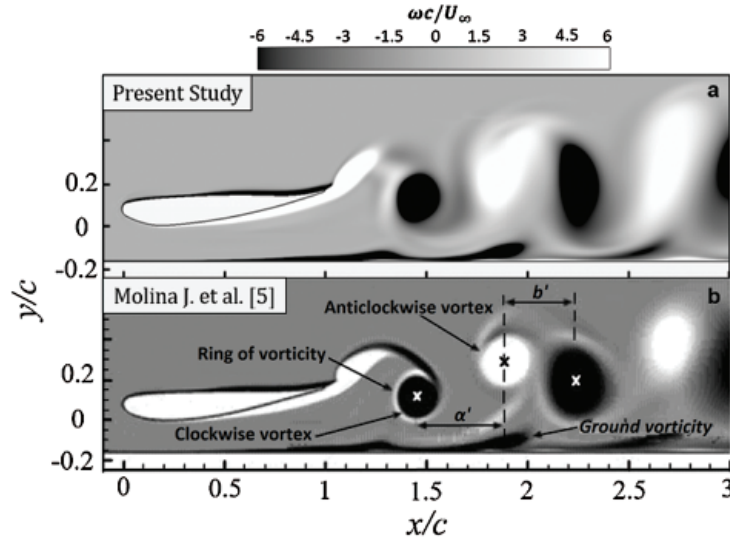 ωc/U∞
-6 -4.5 -3 -1.5 0 1.5 3 4.5 6
Present Study
a
0.2
0
-0.2
y/c
Molina J. et al. [5]
b
b'
Anticlockwise vortex
Ring of vorticity
0.2
α'
Clockwise vortex
Ground vorticity
0
-0.2
0 0.5 1 1.5 2 2.5 3
x/c